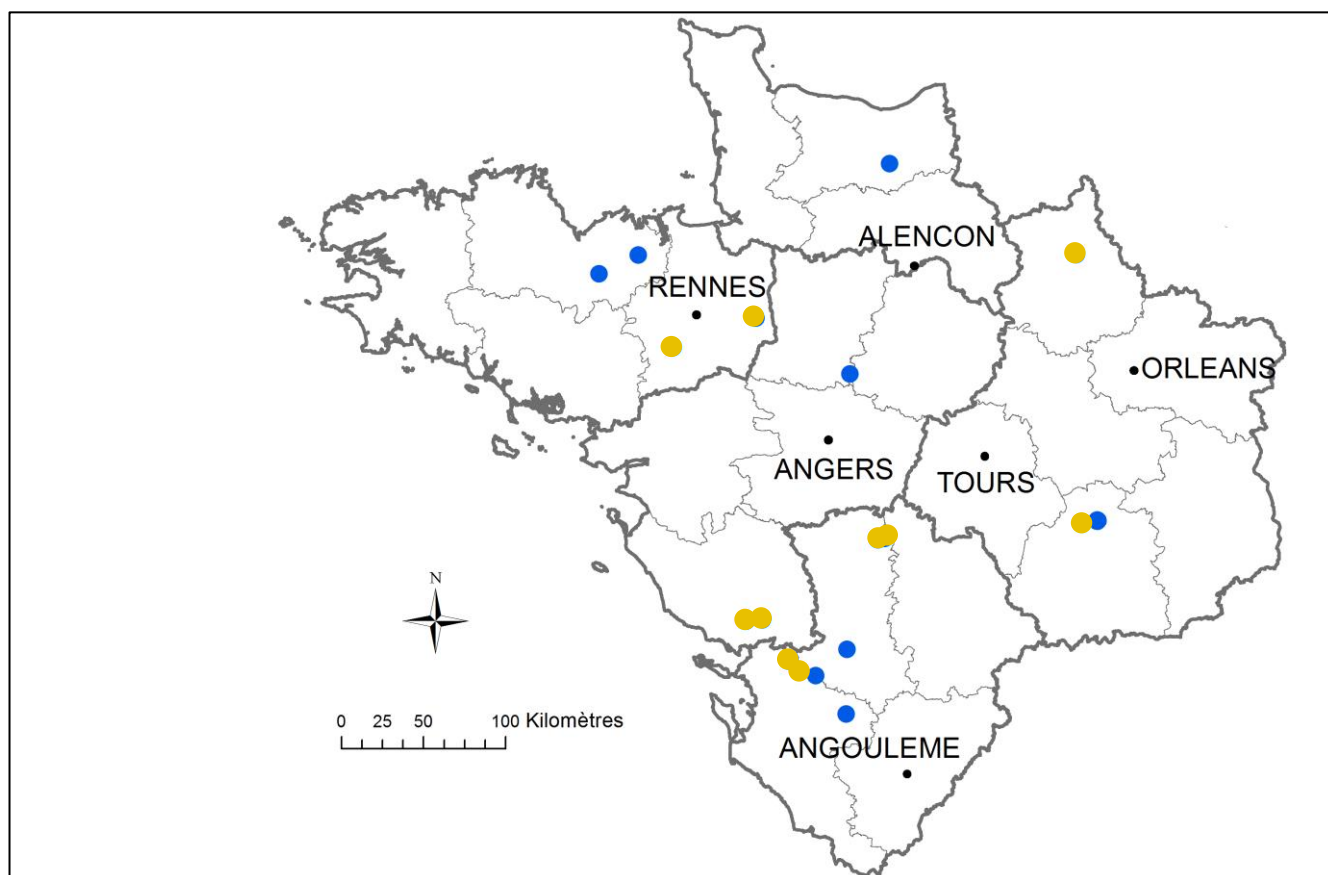 ALENCON
RENNES
ORLEANS
ANGERS
TOURS
N
0 25 50 100 Kilomètres
ANGOULEME